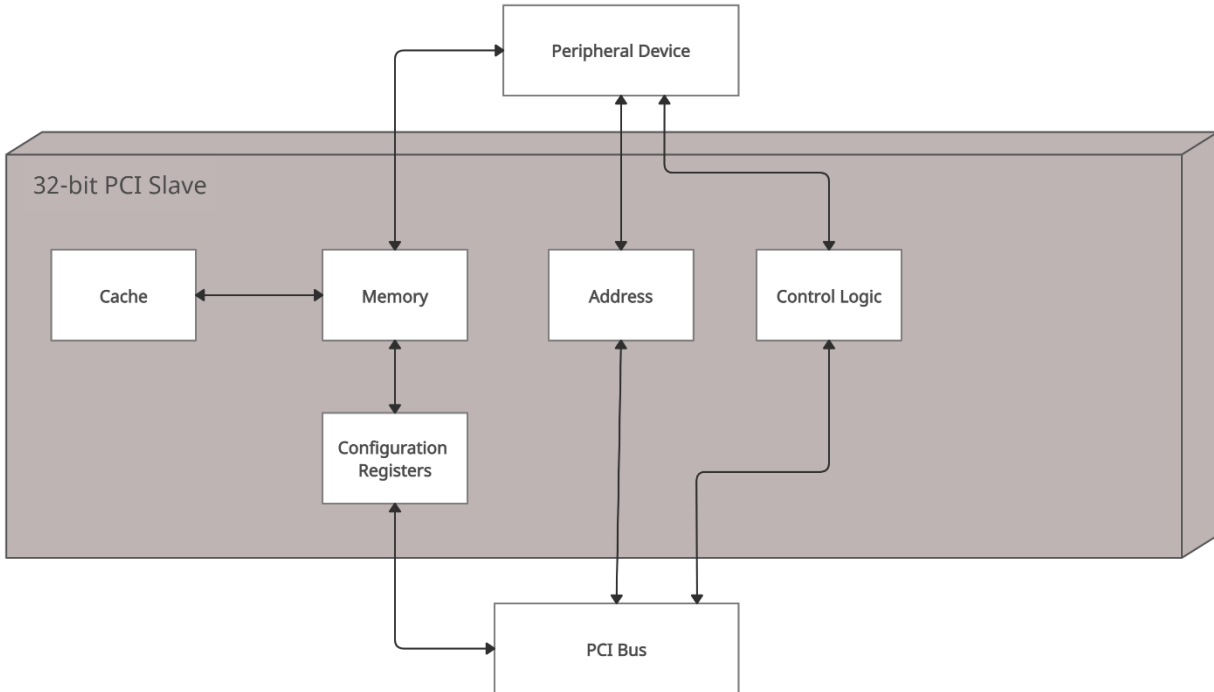 Peripheral Device
32-bit PCI Slave
Cache
Memory
Address
Control Logic
Configuration
Registers
PCI Bus